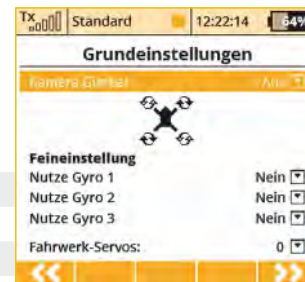 Tx Standard 12:22:14 64%
Grundeinstellungen
Kamera Gimbal
Feineinstellung
Nutze Gyro 1 Nein
Nutze Gyro 2 Nein
Nutze Gyro 3 Nein
Fahrwerk-Servos: 0